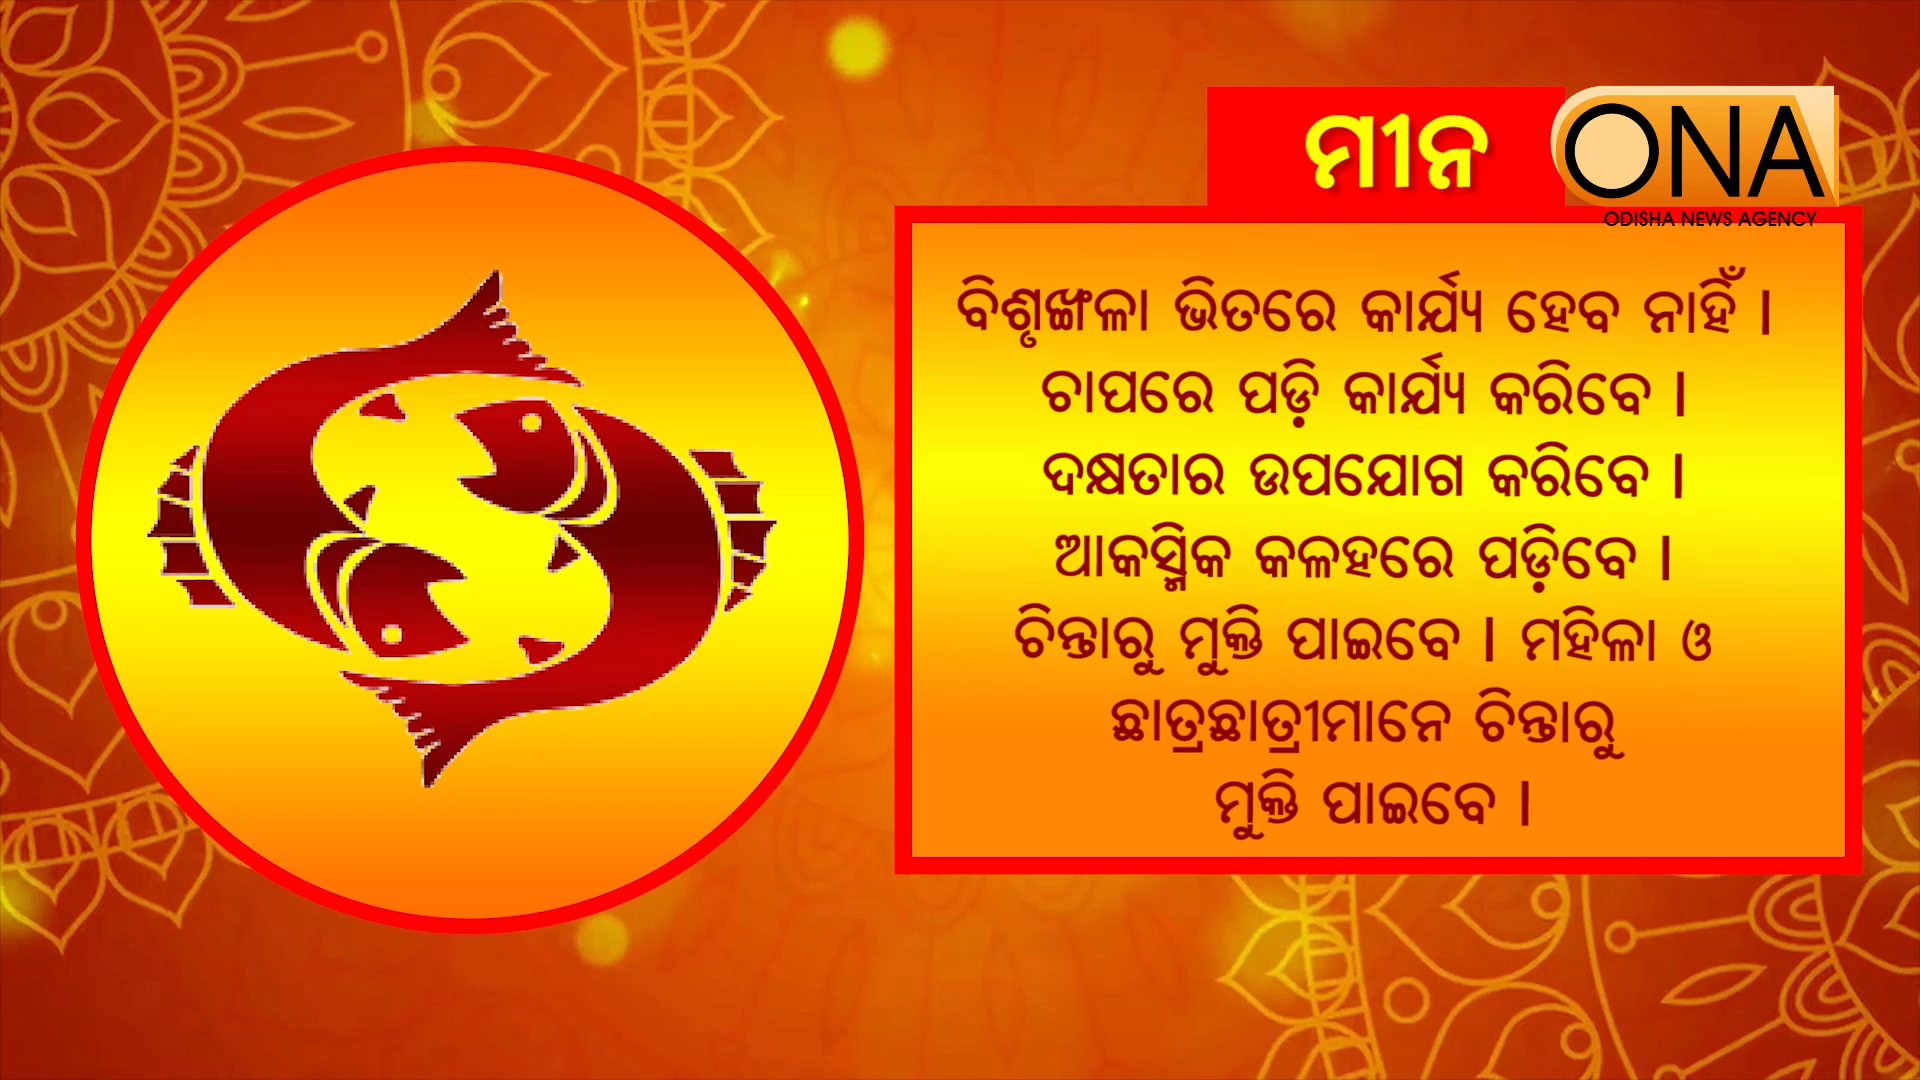 ମୀନ
ONA
ODISHA NEWS AGENCY
ବିଶୃଙ୍ଖଳା ଭିତରେ କାର୍ଯ୍ୟ ହେବ ନାହିଁ ।
ଚାପରେ ପଡ଼ି କାର୍ଯ୍ୟ କରିବେ ।
ଦକ୍ଷତାର ଉପଯୋଗ କରିବେ ।
ଆକସ୍ମିକ କଳହରେ ପଡ଼ିବେ ।
ଚିନ୍ତାରୁ ମୁକ୍ତି ପାଇବେ । ମହିଳା ଓ
ଛାତ୍ରଛାତ୍ରୀମାନେ ଚିନ୍ତାରୁ
ମୁକ୍ତି ପାଇବେ ।